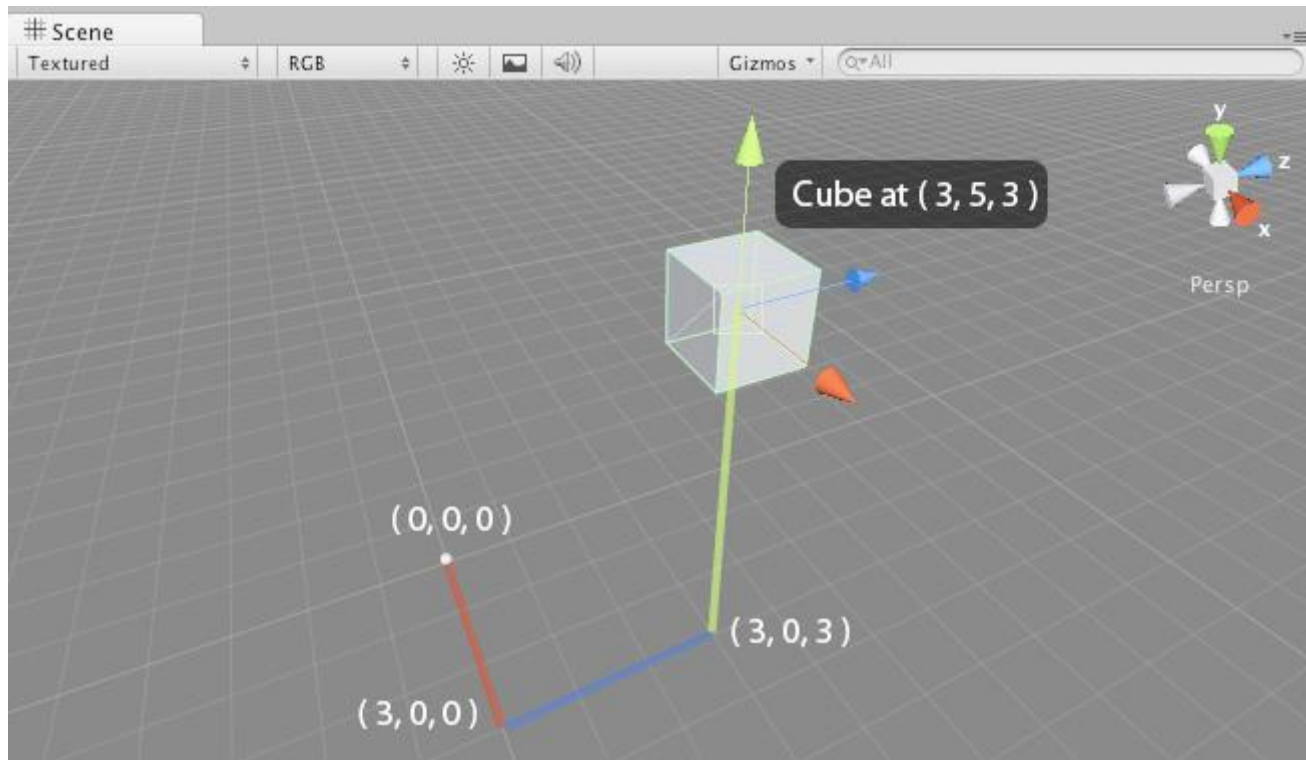 Scene
Textured RGB Gizmos All
y
Cube at ( 3, 5, 3 )
z
x
Persp
( 0, 0, 0 )
( 3, 0, 3 )
( 3, 0, 0 )